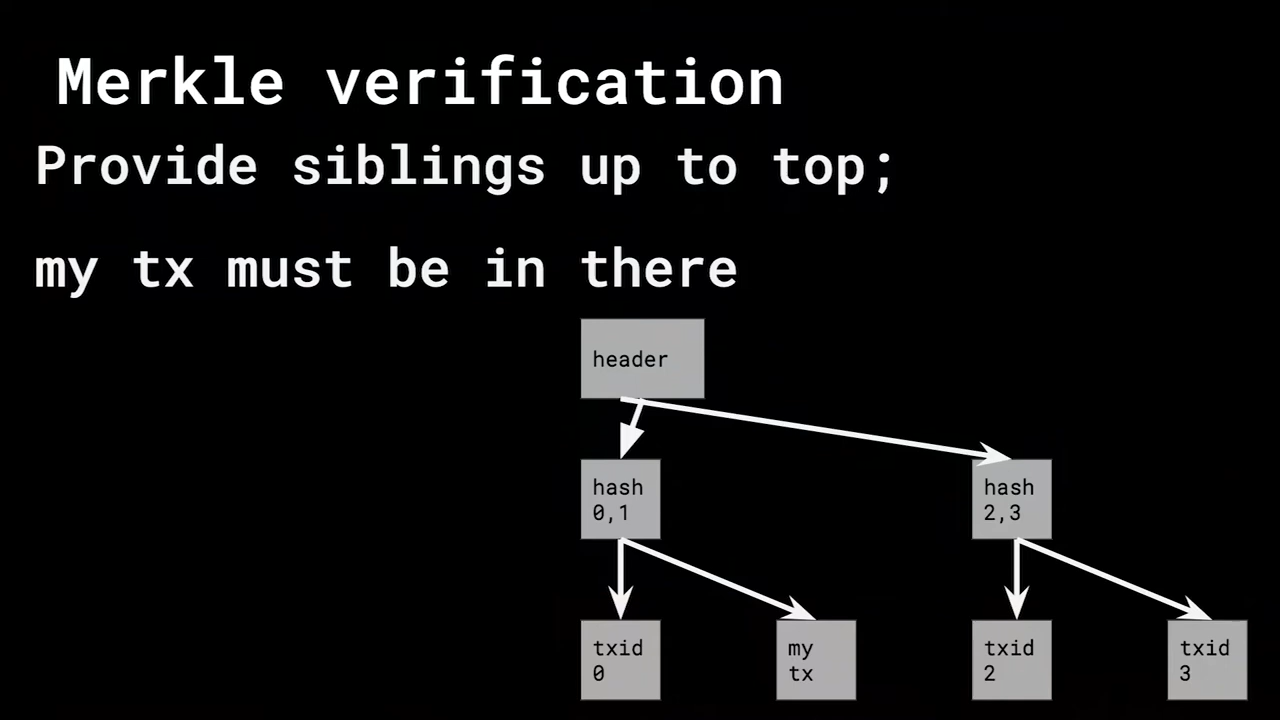 Merkle verification
Provide siblings up to top;
my tx must be in there
header
hash
0,1
hash
2,3
txid
0
my
tx
txid
2
txid
3